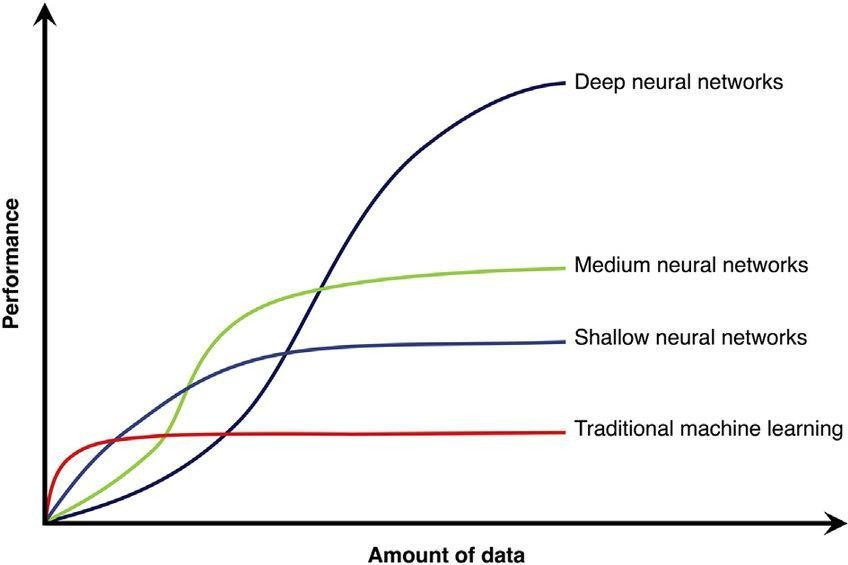 Deep neural networks
Medium neural networks
Shallow neural networks
Traditional machine learning
Performance
Amount of data